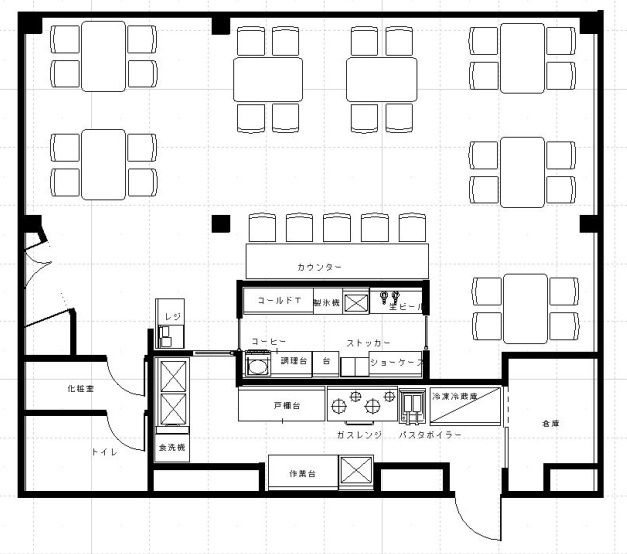 カウンター
コールドT
製氷機
生ビール
レジ
コーヒー
ストッカー
調理台
台
ショーケース
化粧室
戸棚台
冷凍冷蔵庫
倉庫
ガスレンジ
パスタボイラー
食洗機
トイレ
作業台